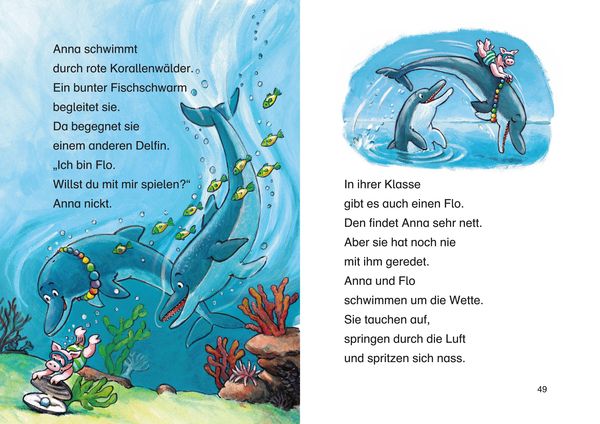 Anna schwimmt
durch rote Korallenwälder.
Ein bunter Fischschwarm
begleitet sie.
Da begegnet sie
einem anderen Delfin.
„Ich bin Flo.
Willst du mit mir spielen?“
Anna nickt.
In ihrer Klasse
gibt es auch einen Flo.
Den findet Anna sehr nett.
Aber sie hat noch nie
mit ihm geredet.
Anna und Flo
schwimmen um die Wette.
Sie tauchen auf,
springen durch die Luft
und spritzen sich nass.
49